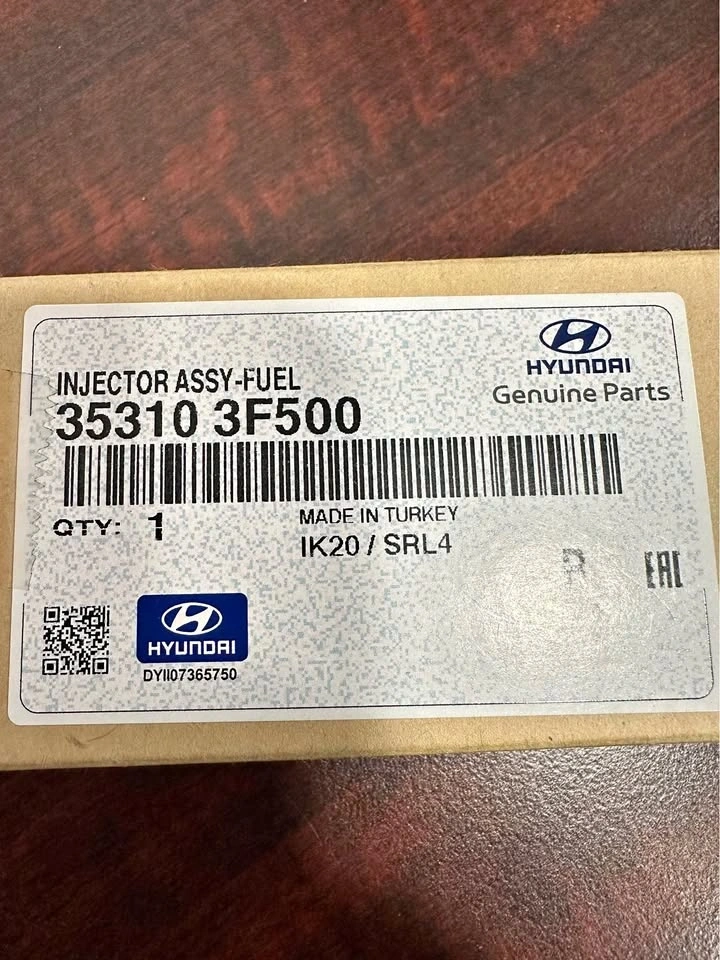 HYUNDAI
Genuine Parts
INJECTOR ASSY-FUEL
35310 3F500
QTY: 1
MADE IN TURKEY
IK20 / SRL4
EAC
HYUNDAI
DYII07365750